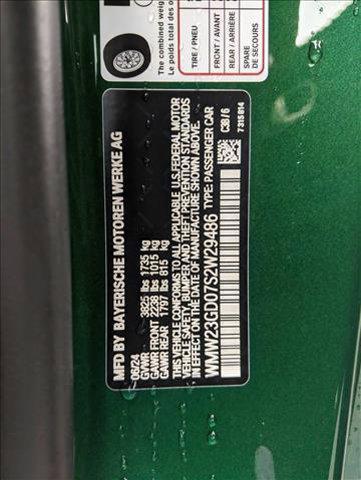 The combined weig
Le poids total des o
TIRE / PNEU
FRONT / AVANT
REAR / ARRIÈRE
SPARE
DE SECOURS
MFD BY BAYERISCHE MOTOREN WERKE AG
06/24
GVWR 3825 lbs 1735 kg
GAWR FRONT 2238 lbs 1015 kg
GAWR REAR 1797 lbs 815 kg
THIS VEHICLE CONFORMS TO ALL APPLICABLE U.S.FEDERAL MOTOR
VEHICLE SAFETY, BUMPER AND THEFT PREVENTION STANDARDS
IN EFFECT ON THE DATE OF MANUFACTURE SHOWN ABOVE.
WMW23GD07S2W29486 TYPE: PASSENGER CAR
C3B / 6
7 315 814